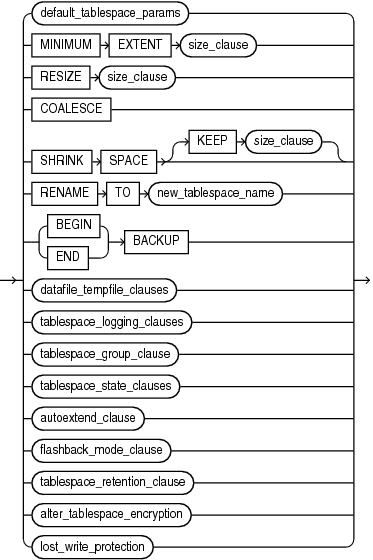 default_tablespace_params
MINIMUM EXTENT size_clause
RESIZE size_clause
COALESCE
KEEP size_clause
SHRINK SPACE
RENAME TO new_tablespace_name
BEGIN
BACKUP
END
datafile_tempfile_clauses
tablespace_logging_clauses
tablespace_group_clause
tablespace_state_clauses
autoextend_clause
flashback_mode_clause
tablespace_retention_clause
alter_tablespace_encryption
lost_write_protection